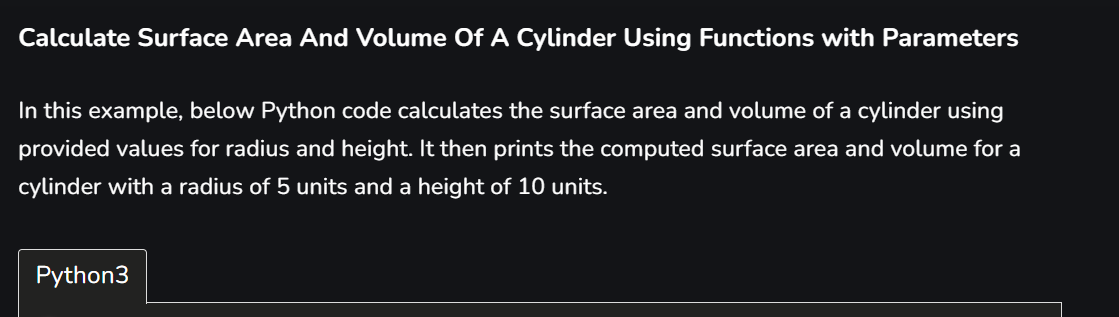 Calculate Surface Area And Volume Of A Cylinder Using Functions with Parameters
In this example, below Python code calculates the surface area and volume of a cylinder using
provided values for radius and height. It then prints the computed surface area and volume for a
cylinder with a radius of 5 units and a height of 10 units.
Python3